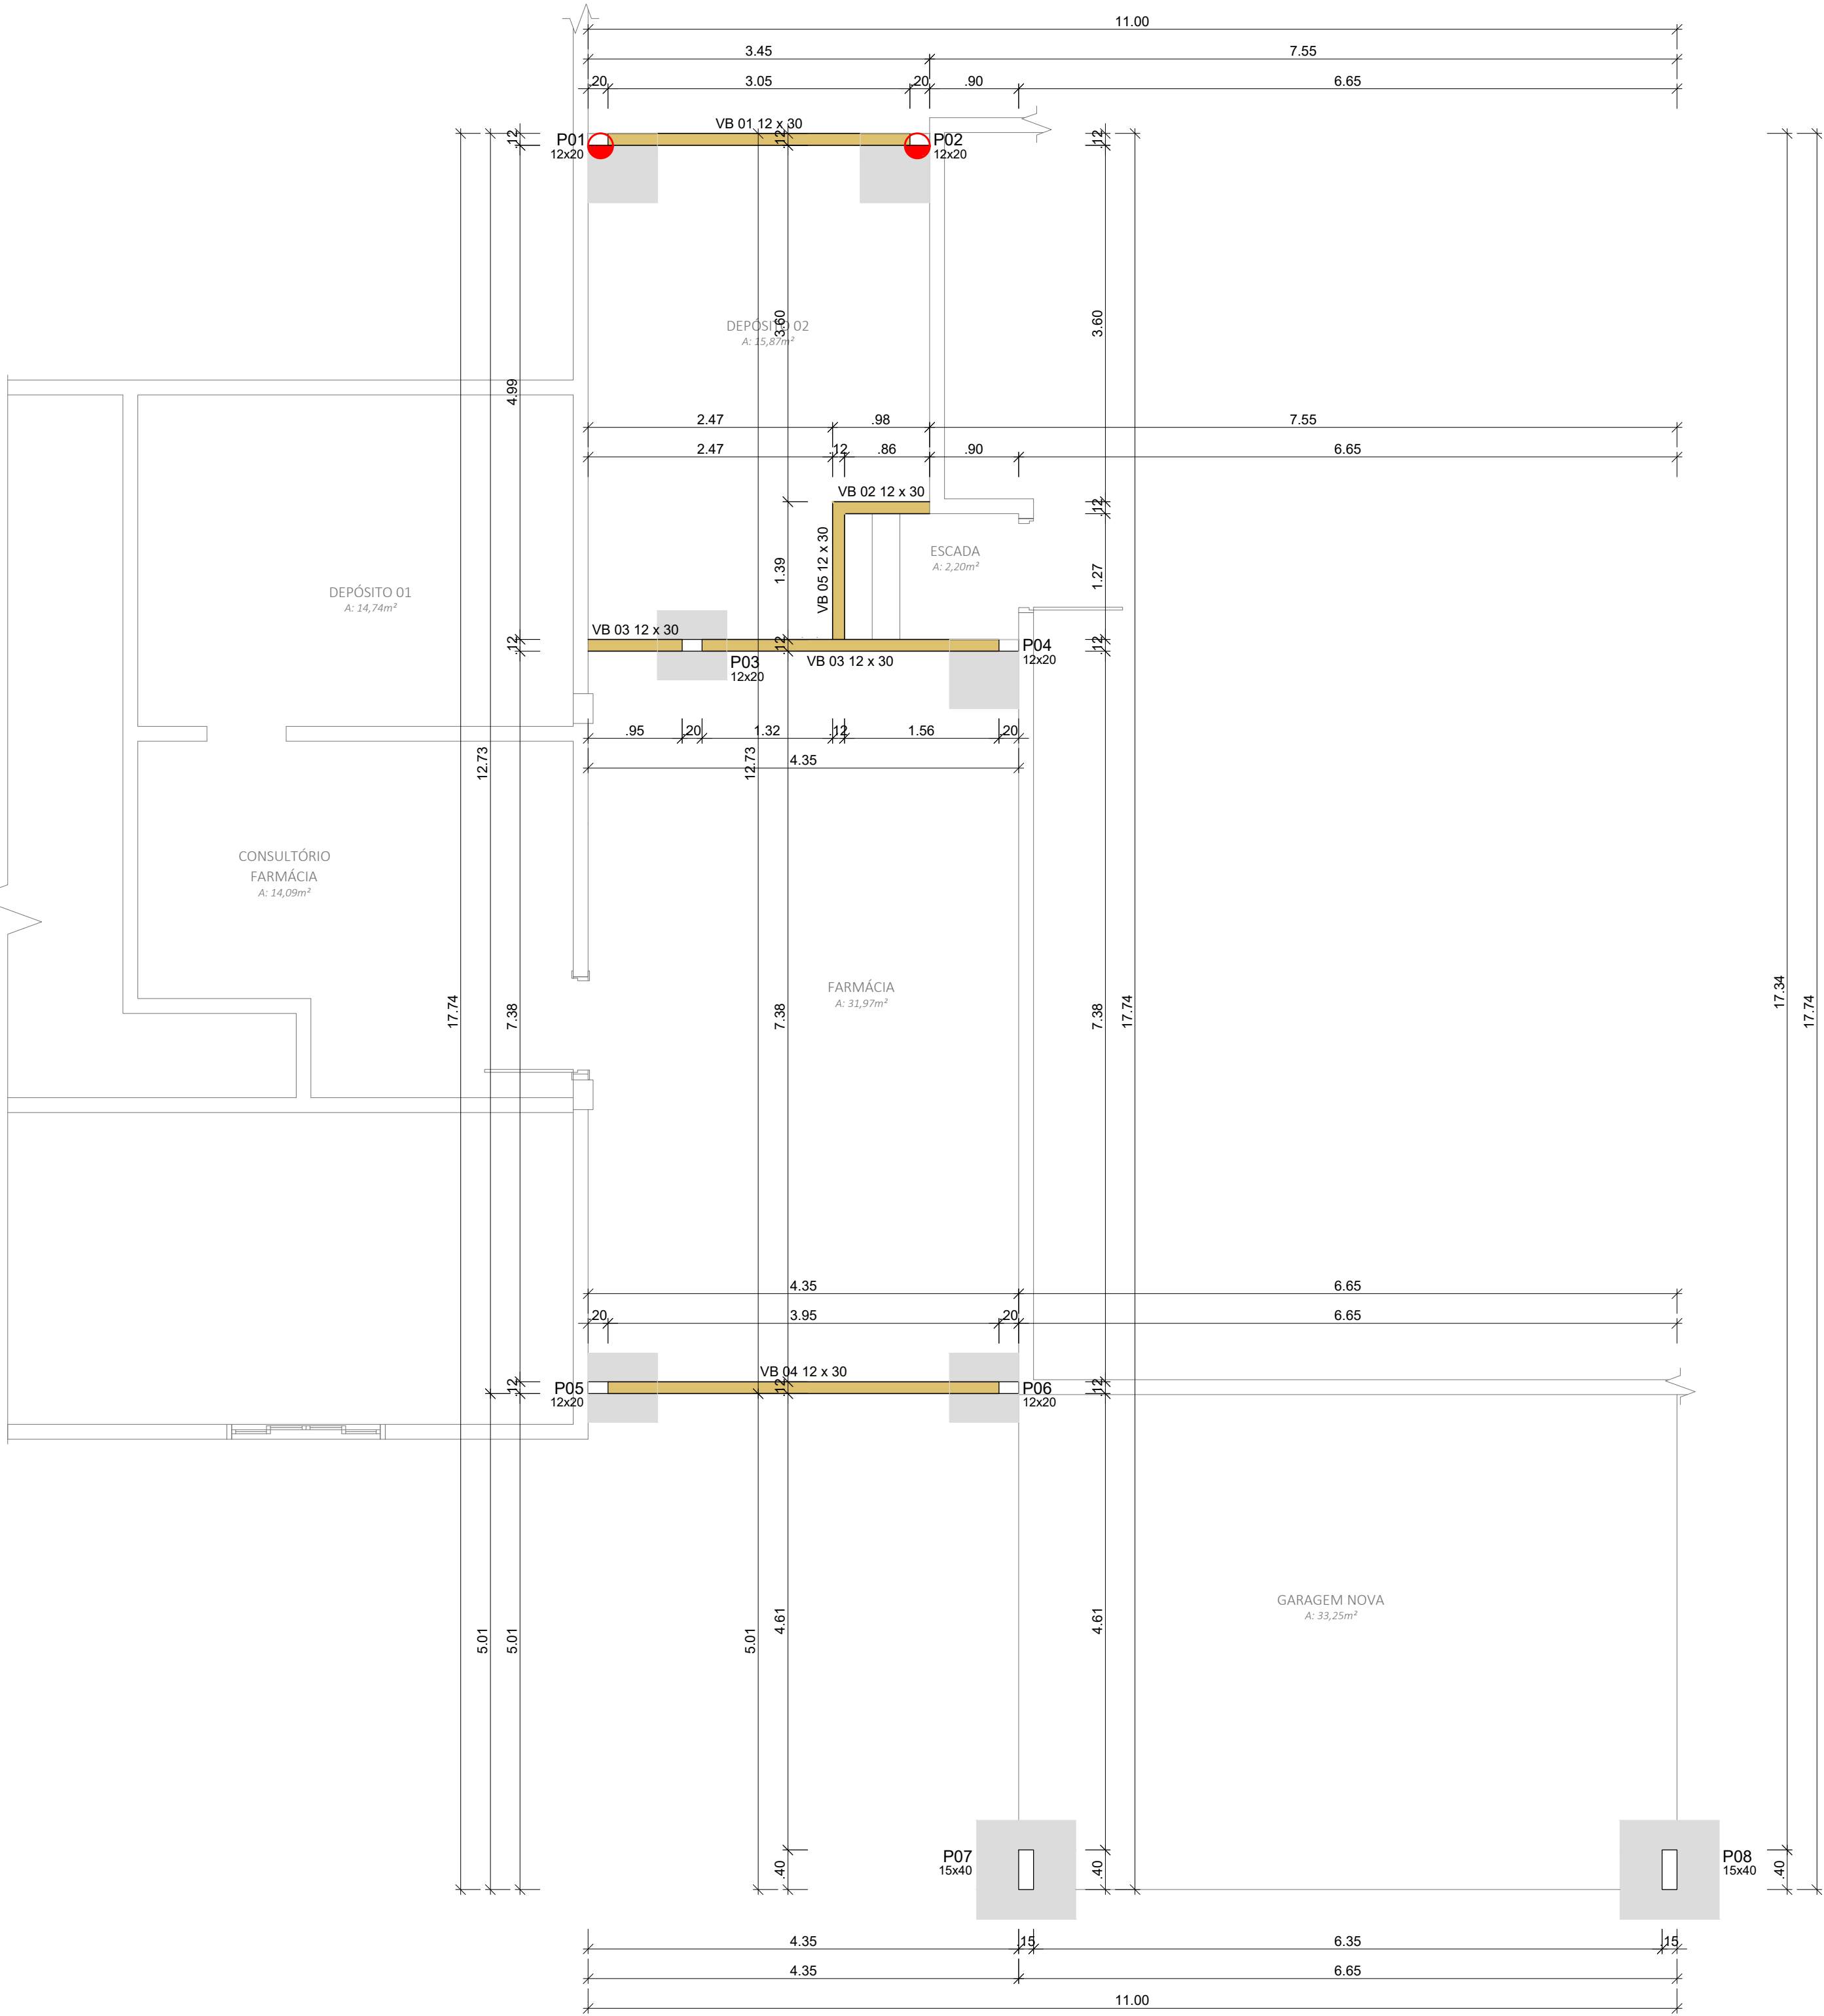 11.00
3.45 7.55
.20 3.05 .20 .90 6.65
VB 01 12 x 30
P01
12x20
P02
12x20
.12 .12 .12
DEPÓSITO 02
A: 15,87m²
3.60 3.60
4.99
2.47 .98 7.55
2.47 .12 .86 .90 6.65
VB 02 12 x 30
.12
ESCADA
A: 2,20m²
VB 05 12 x 30
1.39 1.27
DEPÓSITO 01
A: 14,74m²
VB 03 12 x 30
.12 .12 .12
P03
12x20
VB 03 12 x 30
P04
12x20
.95 .20 1.32 .12 1.56 .20
4.35
12.73 12.73
CONSULTÓRIO
FARMÁCIA
A: 14,09m²
FARMÁCIA
A: 31,97m²
17.74 7.38 7.38 7.38 17.74 17.34 17.74
4.35 6.65
.20 3.95 .20 6.65
VB 04 12 x 30
P05
12x20
.12 .12 .12
P06
12x20
GARAGEM NOVA
A: 33,25m²
5.01 5.01 5.01 4.61 4.61
P07
15x40
P08
15x40
.40 .40 .40
4.35 .15 6.35 .15
4.35 6.65
11.00